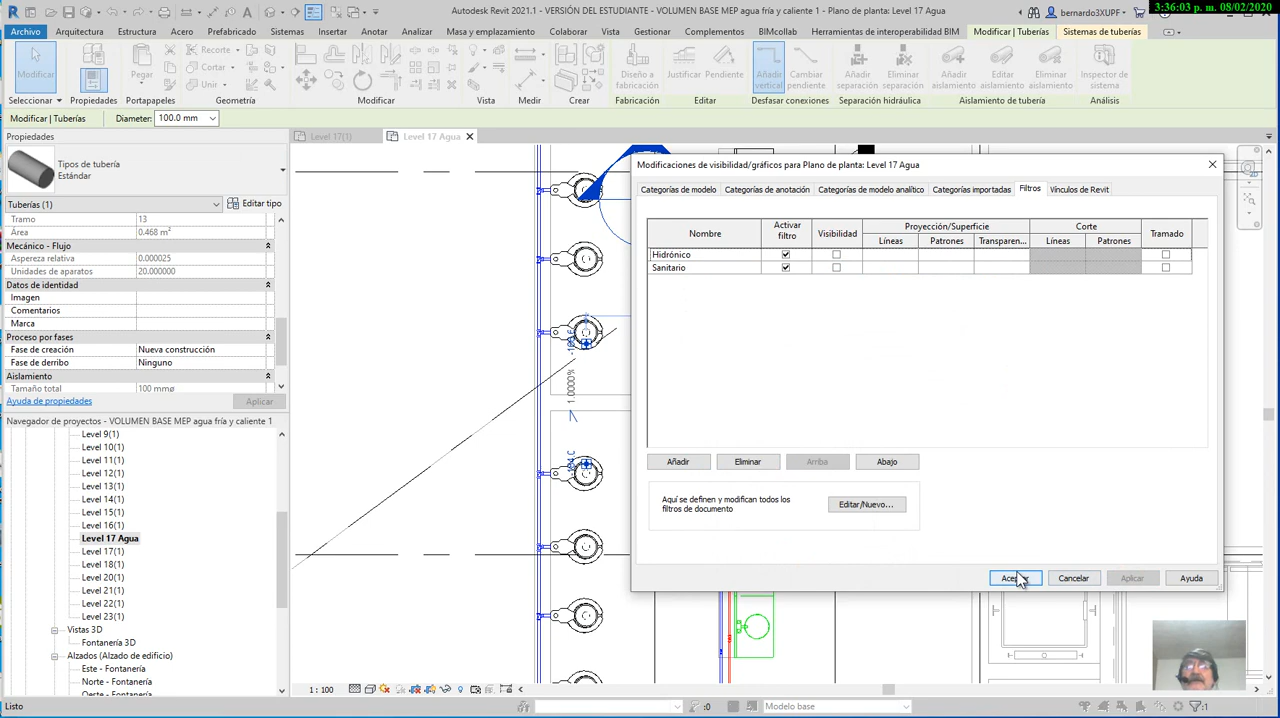 3:36:03 p. m. 08/02/2020
Autodesk Revit 2021.1 - VERSIÓN DEL ESTUDIANTE - VOLUMEN BASE MEP agua fría y caliente 1 - Plano de planta: Level 17 Agua
bernardo3XUPF
Archivo Arquitectura Estructura Acero Prefabricado Sistemas Insertar Anotar Analizar Masa y emplazamiento Colaborar Vista Gestionar Complementos BIMcollab Herramientas de interoperabilidad BIM Modificar | Tuberías Sistemas de tuberías
Recorte
Cortar
Unir
Modificar
Pegar
Diseño a fabricación
Justificar Pendiente
Añadir vertical
Cambiar pendiente
Añadir separación
Eliminar separación
Añadir aislamiento
Editar aislamiento
Eliminar aislamiento
Inspector de sistema
Seleccionar Propiedades Portapapeles Geometría Modificar Vista Medir Crear Fabricación Editar Desfasar conexiones Separación hidráulica Aislamiento de tubería Análisis
Modificar | Tuberías Diameter: 100.0 mm
Propiedades
Level 17(1)
Level 17 Agua
Tipos de tubería
Estándar
Tuberías (1)
Editar tipo
Tramo 13
Área 0.468 m²
Mecánico - Flujo
Aspereza relativa 0.000025
Unidades de aparatos 20.000000
Datos de identidad
Imagen
Comentarios
Marca
Proceso por fases
Fase de creación Nueva construcción
Fase de derribo Ninguno
Aislamiento
Tamaño total 100 mmø
Ayuda de propiedades
Aplicar
Navegador de proyectos - VOLUMEN BASE MEP agua fría y caliente 1
Level 9(1)
Level 10(1)
Level 11(1)
Level 12(1)
Level 13(1)
Level 14(1)
Level 15(1)
Level 16(1)
Level 17 Agua
Level 17(1)
Level 18(1)
Level 20(1)
Level 21(1)
Level 22(1)
Level 23(1)
Vistas 3D
Fontanería 3D
Alzados (Alzado de edificio)
Este - Fontanería
Norte - Fontanería
Oeste - Fontanería
1.0000%
Modificaciones de visibilidad/gráficos para Plano de planta: Level 17 Agua
Categorías de modelo Categorías de anotación Categorías de modelo analítico Categorías importadas Filtros Vínculos de Revit
Nombre Activar filtro Visibilidad Proyección/Superficie Corte Tramado
Líneas Patrones Transparen... Líneas Patrones
Hidrónico
Sanitario
Añadir Eliminar Arriba Abajo
Aquí se definen y modifican todos los filtros de documento
Editar/Nuevo...
Cancelar Aplicar Ayuda
1 : 100
Listo
:0
Modelo base
:1